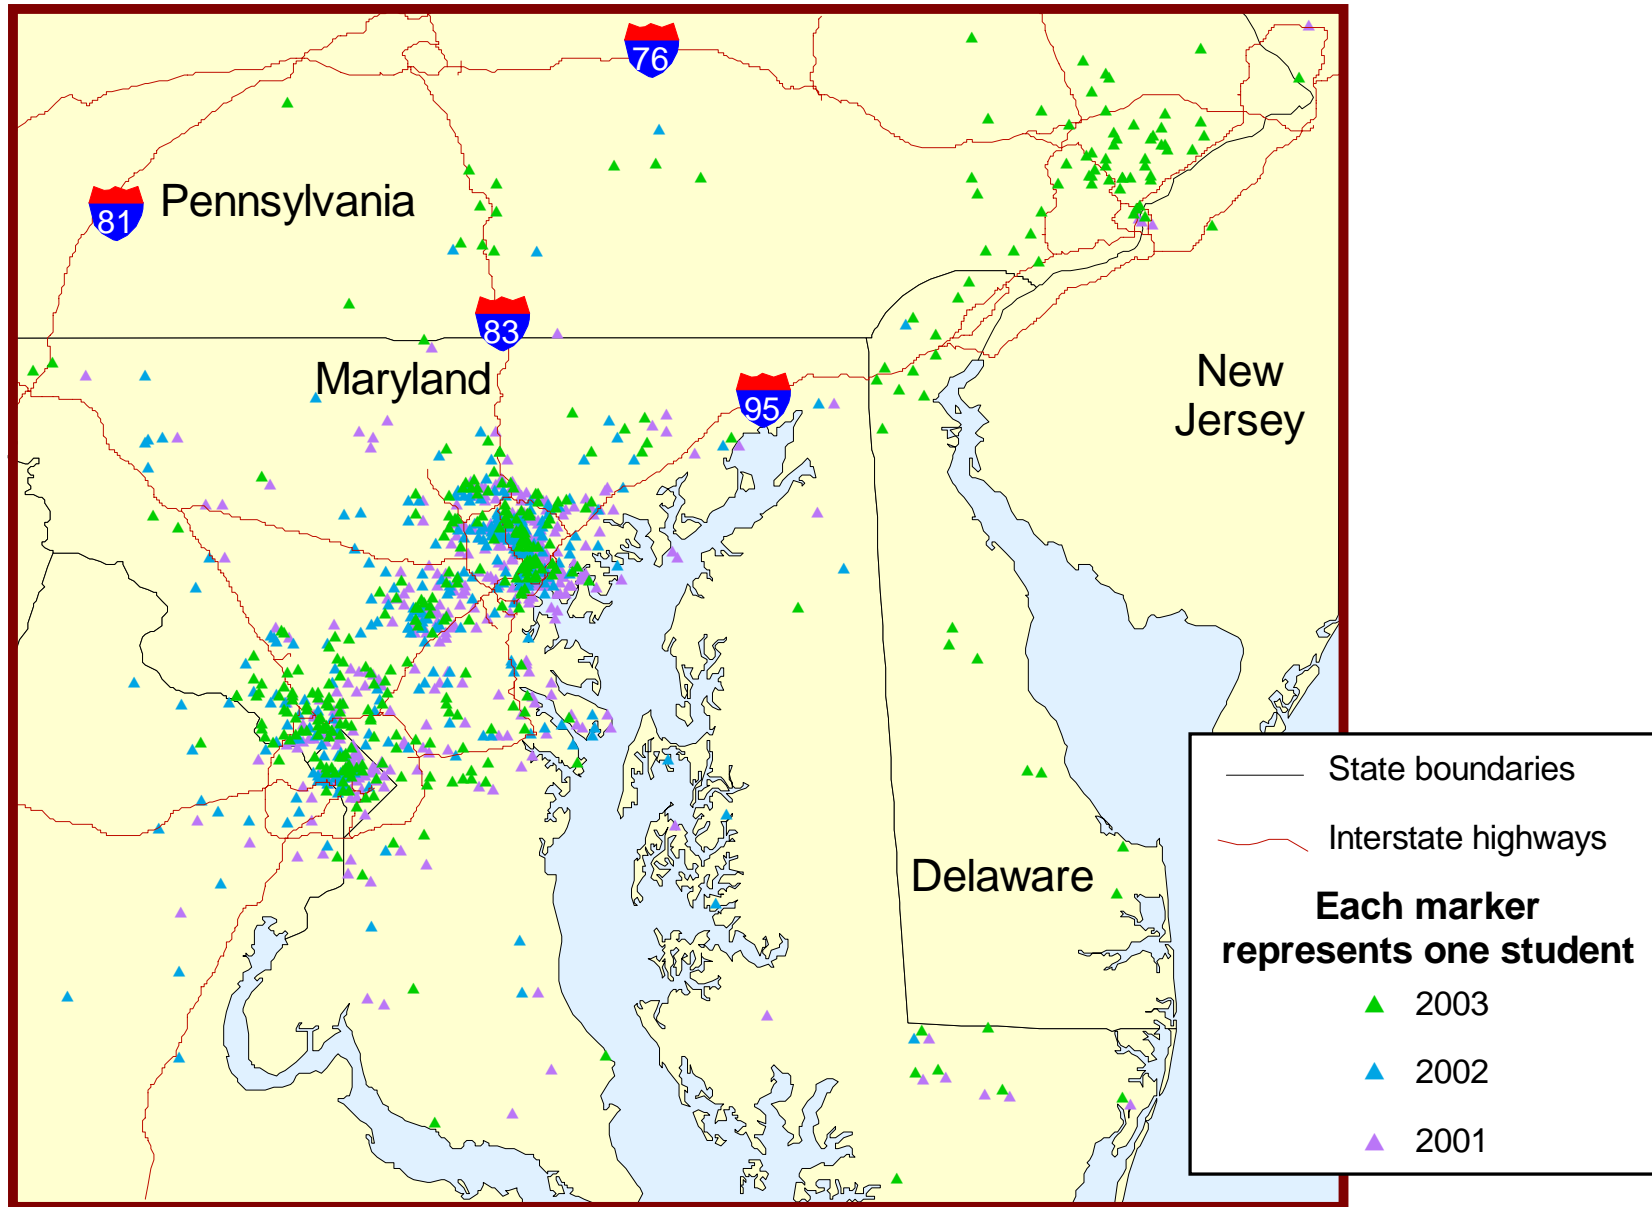 76
81
Pennsylvania
83
Maryland
95
New
Jersey
Delaware
State boundaries
Interstate highways
Each marker
represents one student
2003
2002
2001